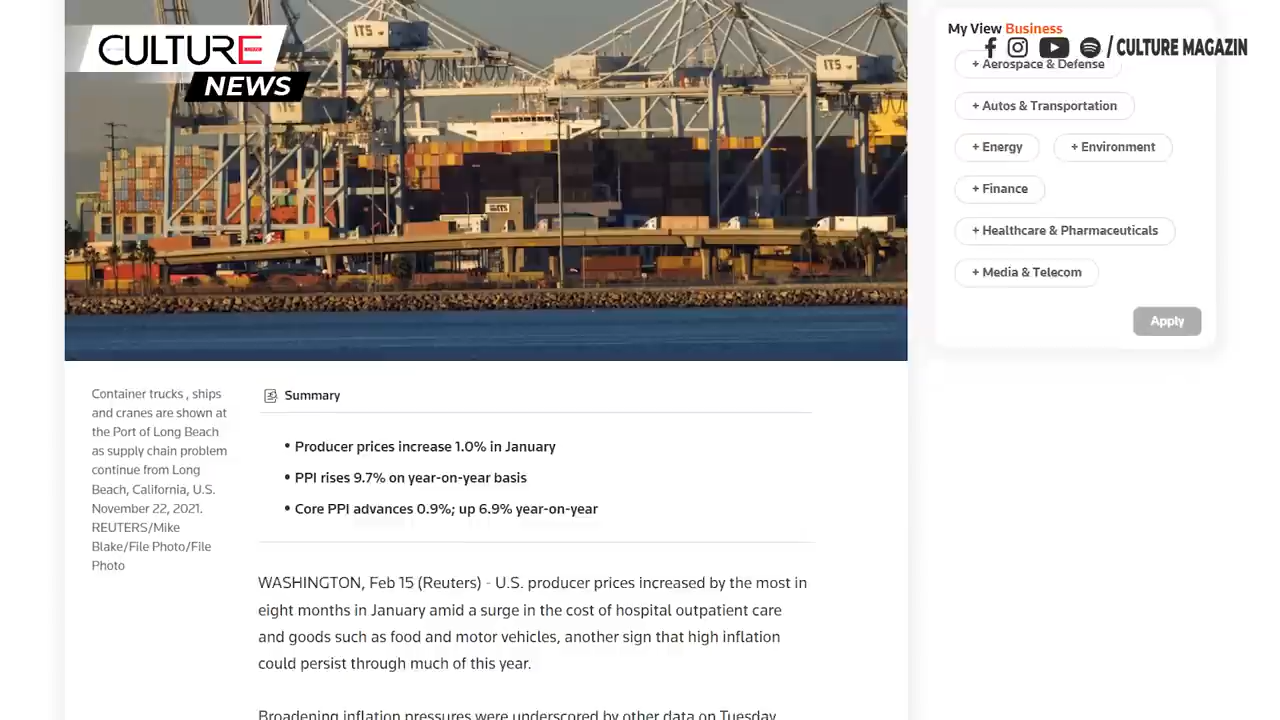 CULTURE
NEWS
ITS
ITS
My View Business
/ CULTURE MAGAZIN
+ Aerospace & Defense
+ Autos & Transportation
+ Energy
+ Environment
+ Finance
+ Healthcare & Pharmaceuticals
+ Media & Telecom
Apply
Container trucks , ships
and cranes are shown at
the Port of Long Beach
as supply chain problem
continue from Long
Beach, California, U.S.
November 22, 2021.
REUTERS/Mike
Blake/File Photo/File
Photo
Summary
• Producer prices increase 1.0% in January
• PPI rises 9.7% on year-on-year basis
• Core PPI advances 0.9%; up 6.9% year-on-year
WASHINGTON, Feb 15 (Reuters) - U.S. producer prices increased by the most in
eight months in January amid a surge in the cost of hospital outpatient care
and goods such as food and motor vehicles, another sign that high inflation
could persist through much of this year.
Broadening inflation pressures were underscored by other data on Tuesday